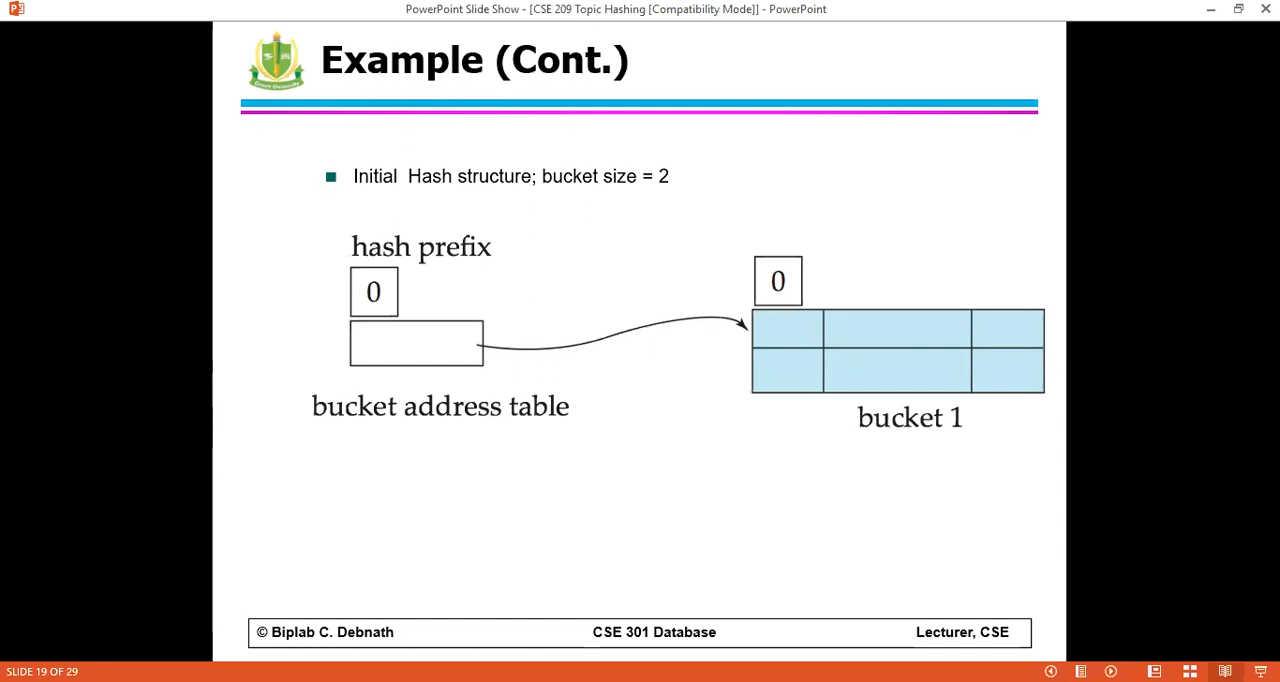 PowerPoint Slide Show - [CSE 209 Topic Hashing [Compatibility Mode]] - PowerPoint
Example (Cont.)
Initial Hash structure; bucket size = 2
hash prefix
0
0
bucket address table
bucket 1
© Biplab C. Debnath CSE 301 Database Lecturer, CSE
SLIDE 19 OF 29